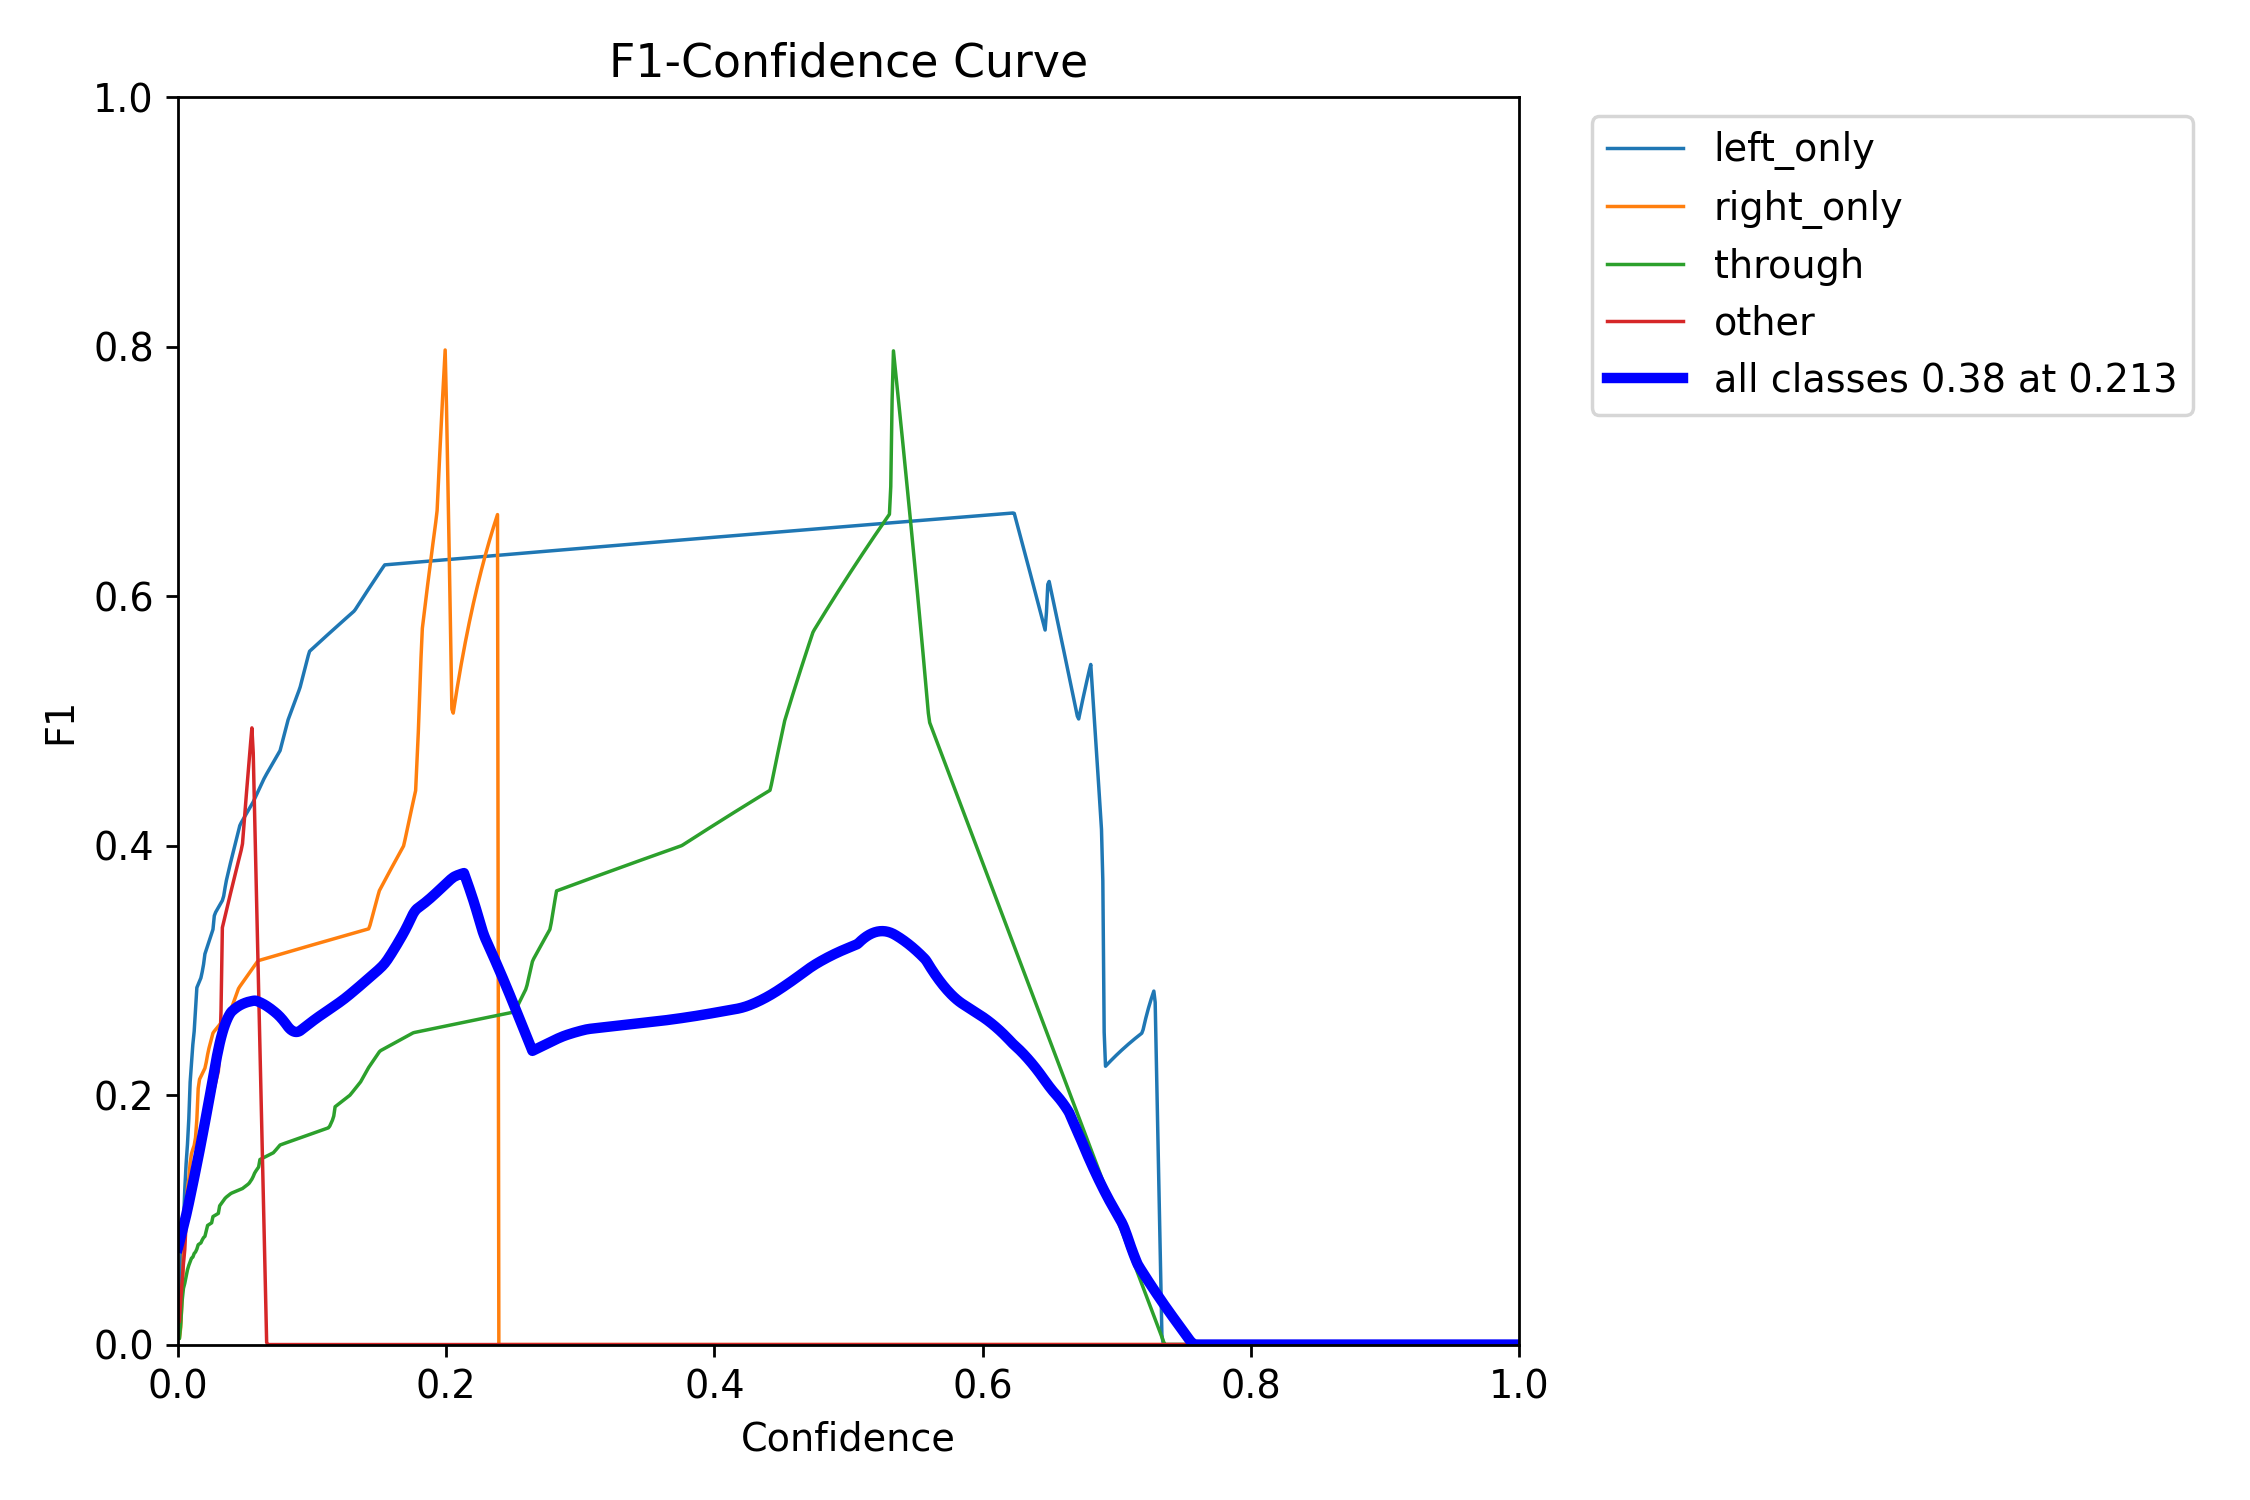 F1-Confidence Curve
1.0
0.8
0.6
0.4
0.2
0.0
F1
0.0 0.2 0.4 0.6 0.8 1.0
Confidence
left_only
right_only
through
other
all classes 0.38 at 0.213